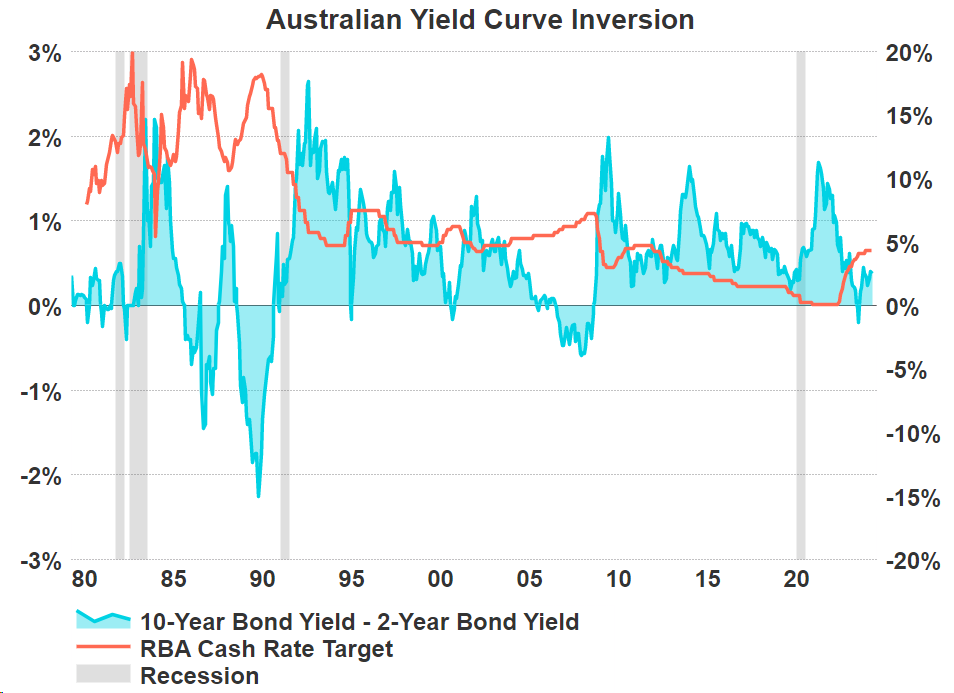 Australian Yield Curve Inversion
3% 20%
2% 15%
10%
1% 5%
0% 0%
-1% -5%
-10%
-2% -15%
-3% -20%
80 85 90 95 00 05 10 15 20
10-Year Bond Yield - 2-Year Bond Yield
RBA Cash Rate Target
Recession